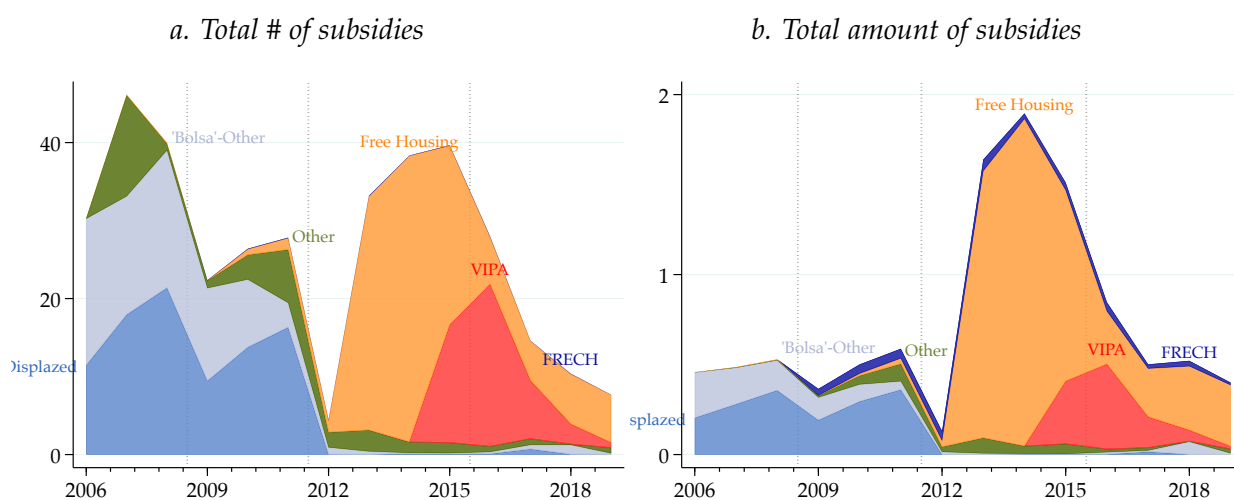 a. Total # of subsidies
b. Total amount of subsidies
40
20
0
'Bolsa'-Other
Free Housing
Other
VIPA
FRECH
Displazed
2006 2009 2012 2015 2018
2
1
0
Free Housing
'Bolsa'-Other
Other
VIPA
FRECH
splazed
2006 2009 2012 2015 2018